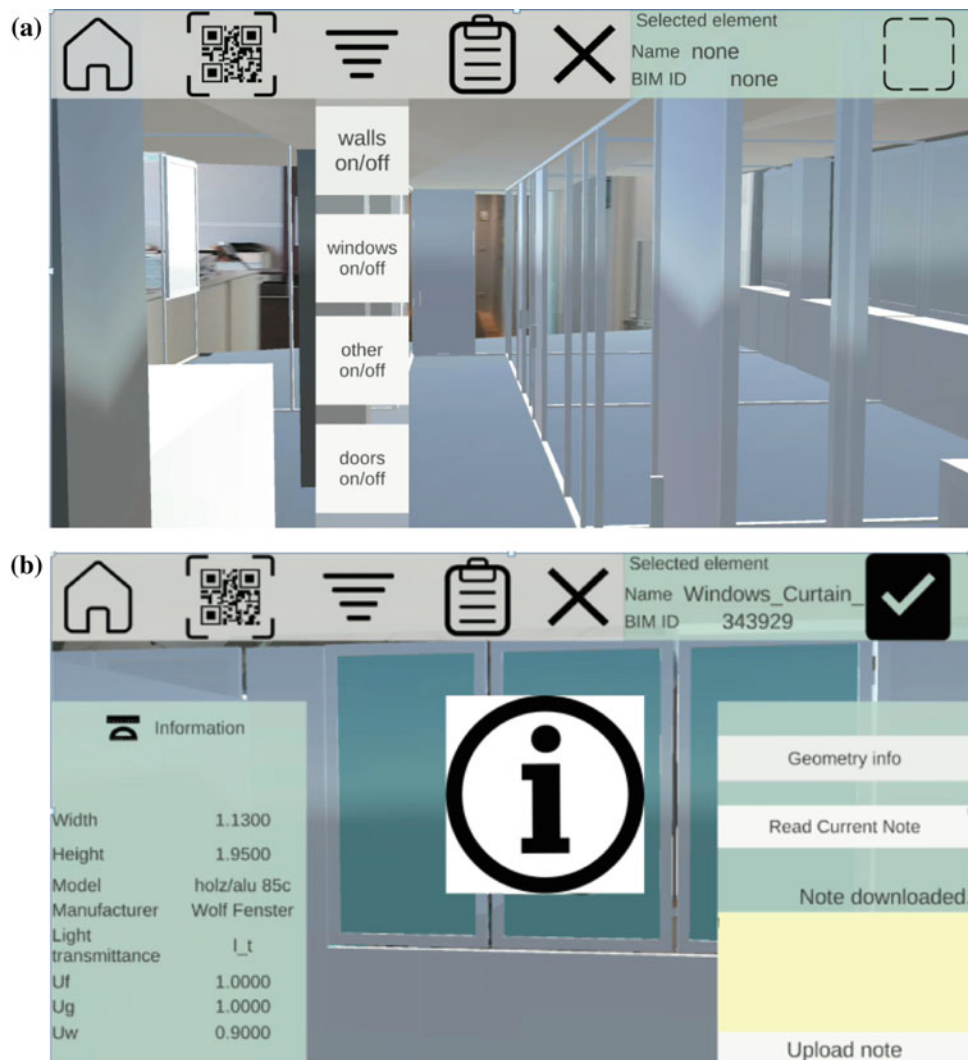 (a)
Selected element
Name none
BIM ID none
walls
on/off
windows
on/off
other
on/off
doors
on/off
(b)
Selected element
Name Windows_Curtain_
BIM ID 343929
Information
Width 1.1300
Height 1.9500
Model holz/alu 85c
Manufacturer Wolf Fenster
Light
transmittance l_t
Uf 1.0000
Ug 1.0000
Uw 0.9000
i
Geometry info
Read Current Note
Note downloaded.
Upload note